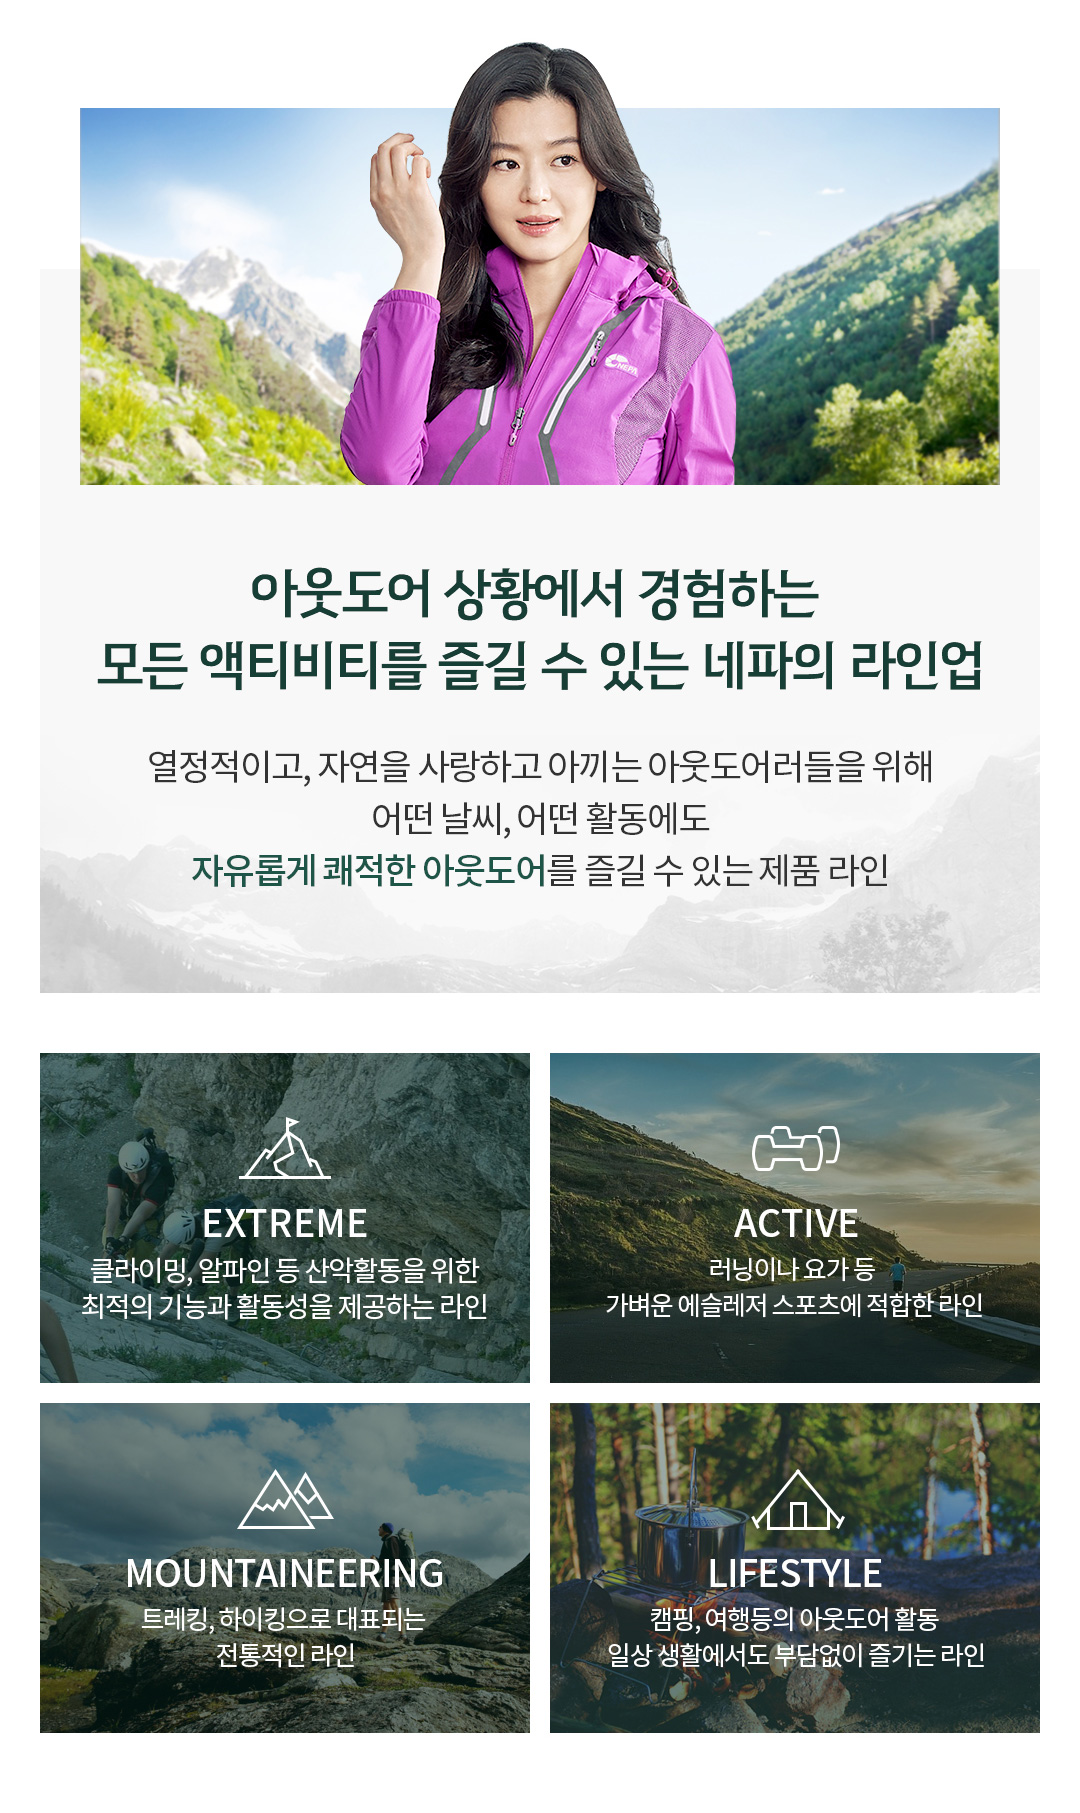 NEPA
아웃도어 상황에서 경험하는
모든 액티비티를 즐길 수 있는 네파의 라인업
열정적이고, 자연을 사랑하고 아끼는 아웃도어러들을 위해
어떤 날씨, 어떤 활동에도
자유롭게 쾌적한 아웃도어를 즐길 수 있는 제품 라인
EXTREME
클라이밍, 알파인 등 산악활동을 위한
최적의 기능과 활동성을 제공하는 라인
ACTIVE
러닝이나 요가 등
가벼운 에슬레저 스포츠에 적합한 라인
MOUNTAINEERING
트레킹, 하이킹으로 대표되는
전통적인 라인
LIFESTYLE
캠핑, 여행등의 아웃도어 활동
일상 생활에서도 부담없이 즐기는 라인